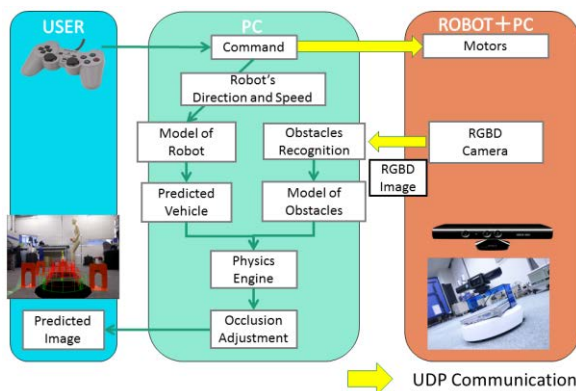 USER
PC
ROBOT+PC
Command
Motors
Robot's
Direction and Speed
Model of
Robot
Obstacles
Recognition
RGBD
Camera
RGBD
Image
Predicted
Vehicle
Model of
Obstacles
Physics
Engine
Predicted
Image
Occlusion
Adjustment
UDP Communication